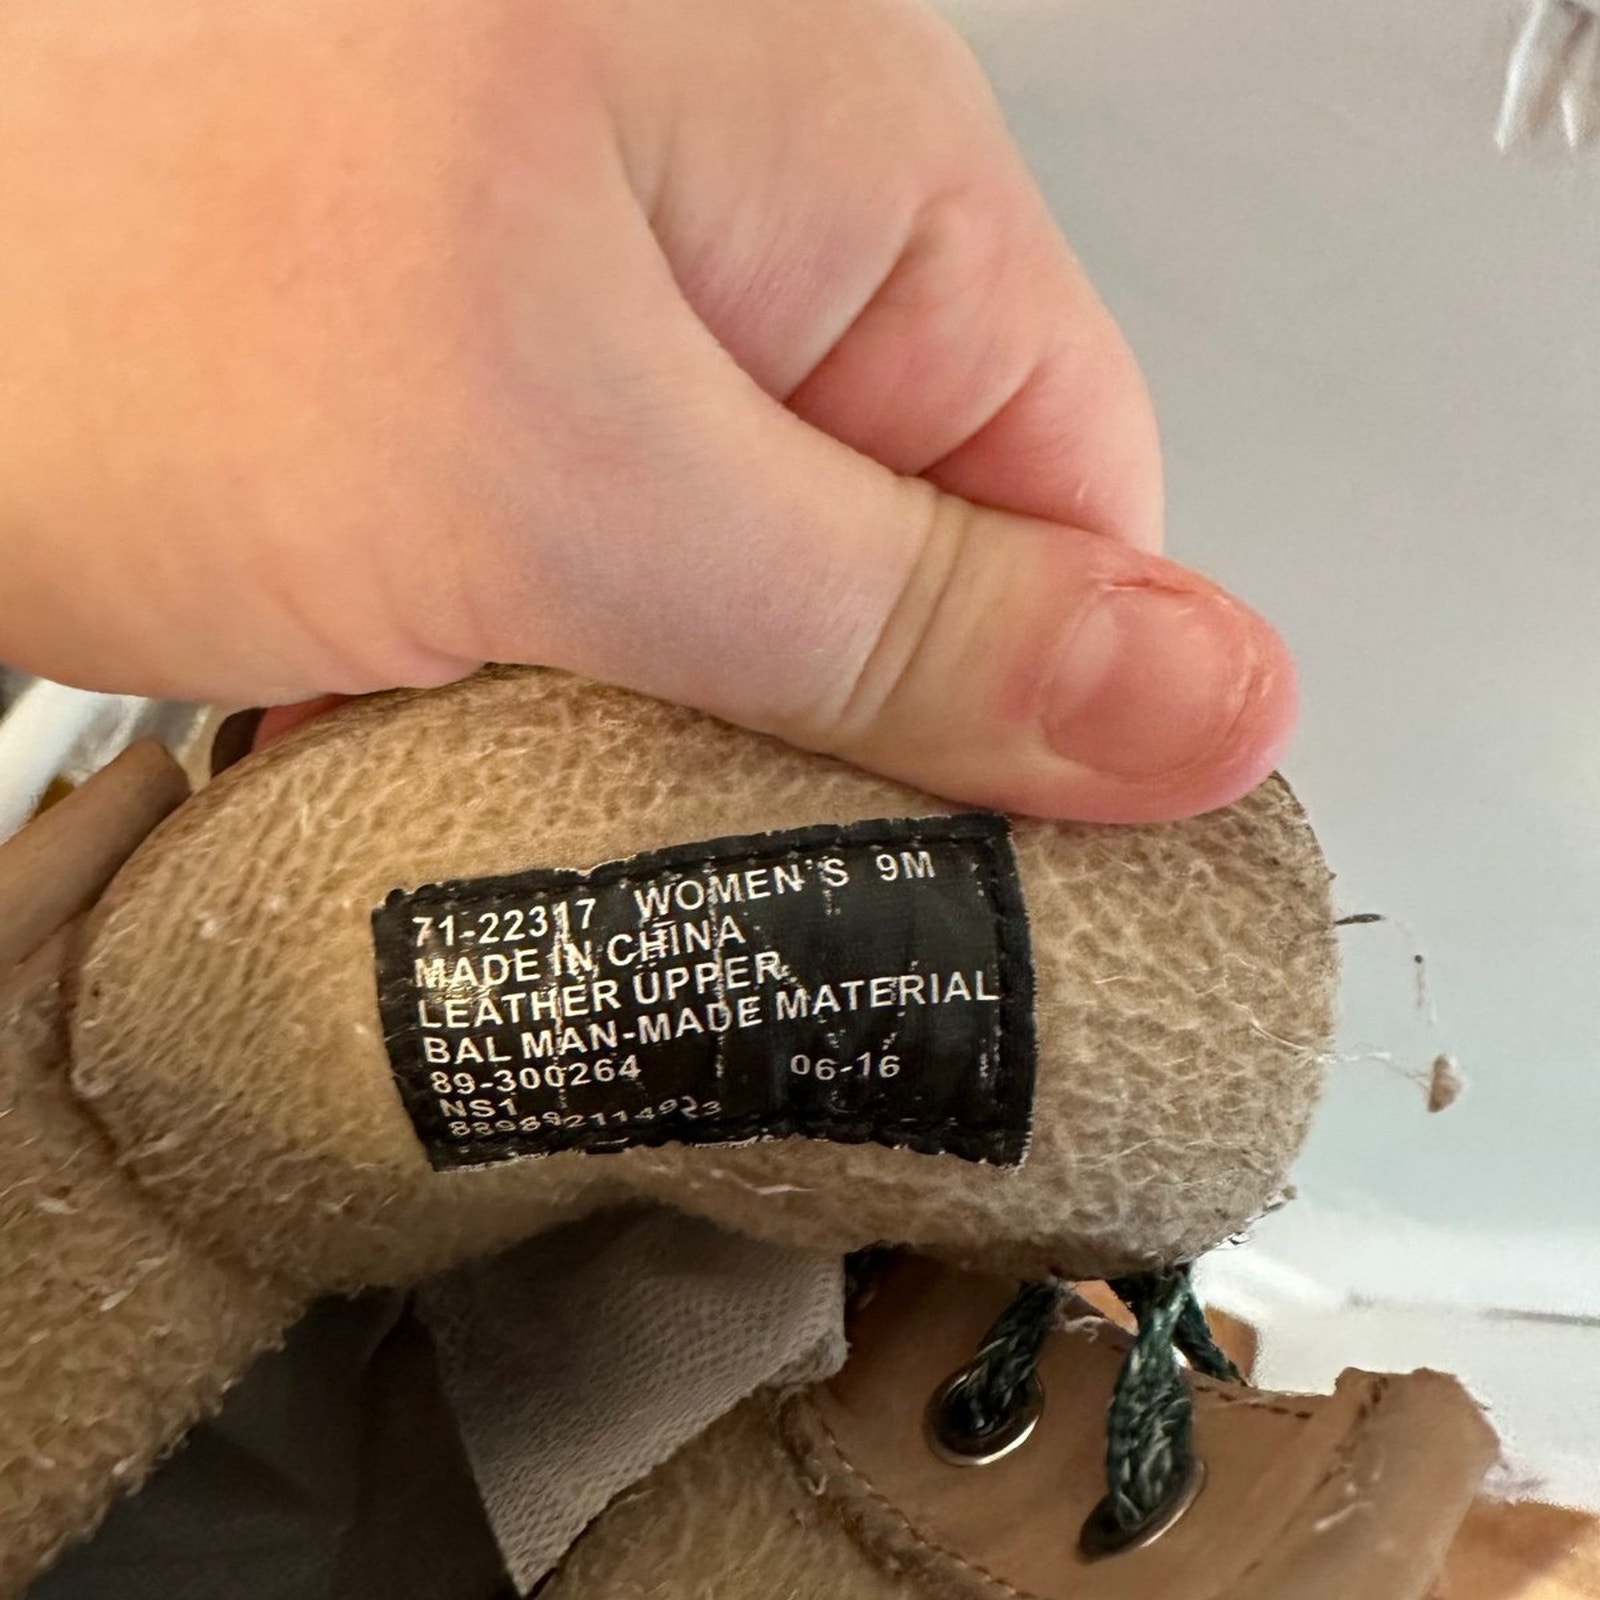 71-22317 WOMEN'S 9M
MADE IN CHINA
LEATHER UPPER
BAL MAN-MADE MATERIAL
89-300264 06-16
NS1